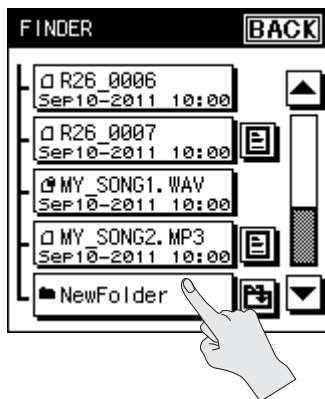 FINDER BACK
R26_0006
Sep10-2011 10:00
R26_0007
Sep10-2011 10:00
MY_SONG1.WAV
Sep10-2011 10:00
MY_SONG2.MP3
Sep10-2011 10:00
NewFolder